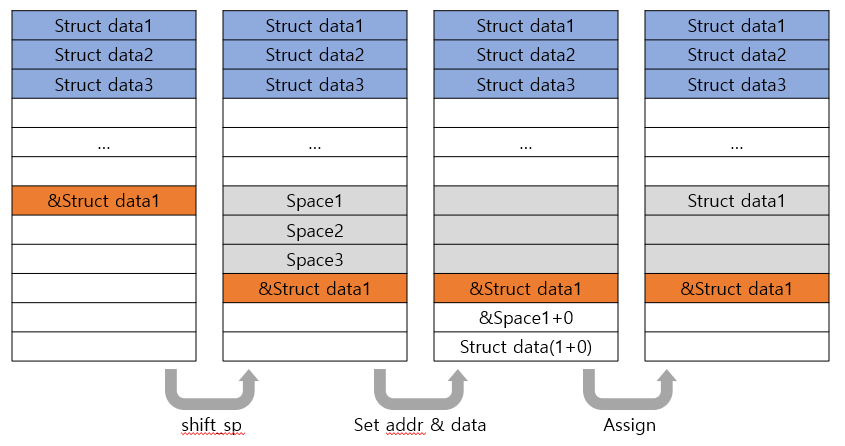 Struct data1 Struct data1 Struct data1 Struct data1
Struct data2 Struct data2 Struct data2 Struct data2
Struct data3 Struct data3 Struct data3 Struct data3
... ... ... ...
&Struct data1 Space1 Struct data1
Space2
Space3
&Struct data1 &Struct data1 &Struct data1
&Space1+0
Struct data(1+0)
shift_sp Set addr & data Assign